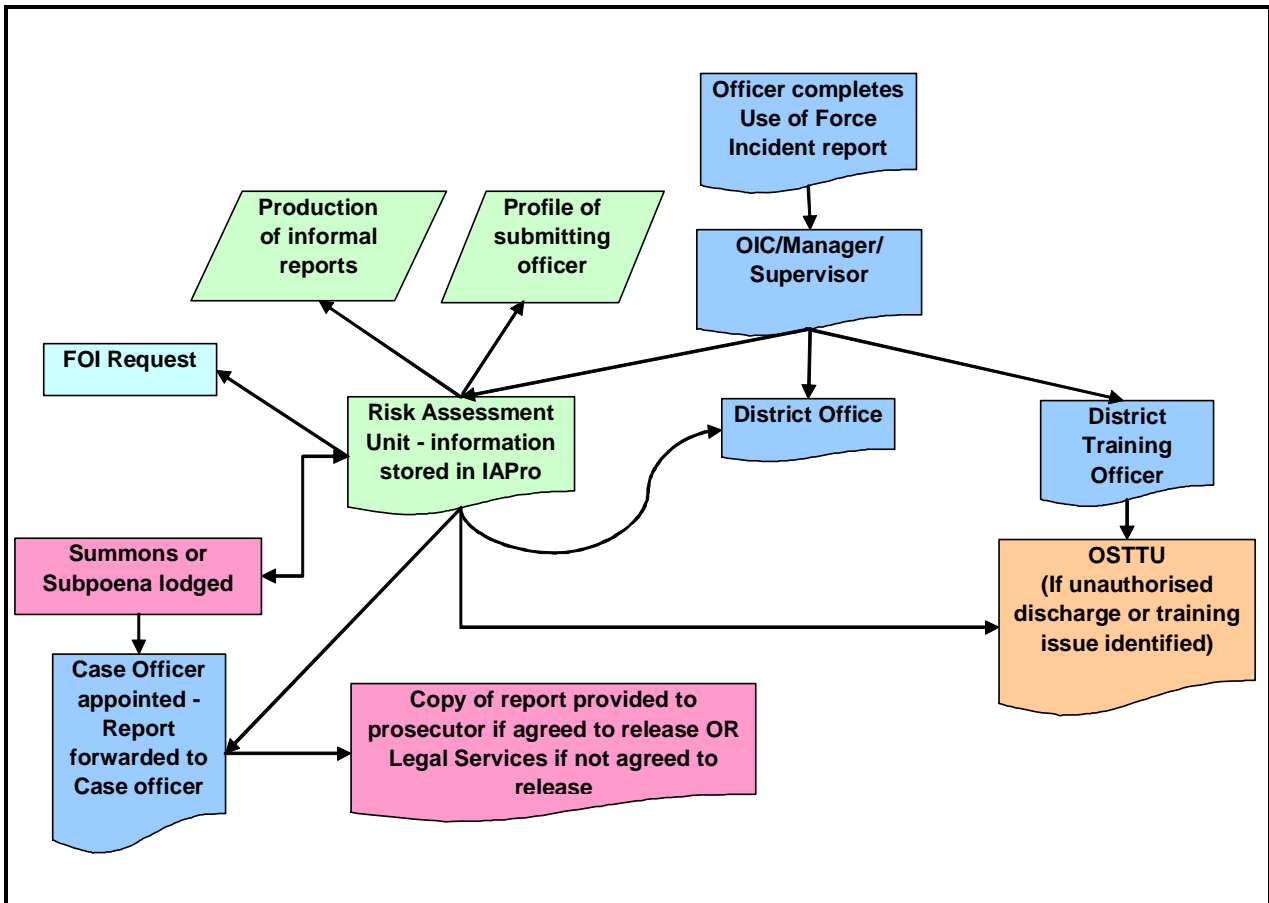 Officer completes
Use of Force
Incident report
Production
of informal
reports
Profile of
submitting
officer
OIC/Manager/
Supervisor
FOI Request
Risk Assessment
Unit - information
stored in IAPro
District Office
District
Training
Officer
Summons or
Subpoena lodged
OSTTU
(If unauthorised
discharge or training
issue identified)
Case Officer
appointed -
Report
forwarded to
Case officer
Copy of report provided to
prosecutor if agreed to release OR
Legal Services if not agreed to
release